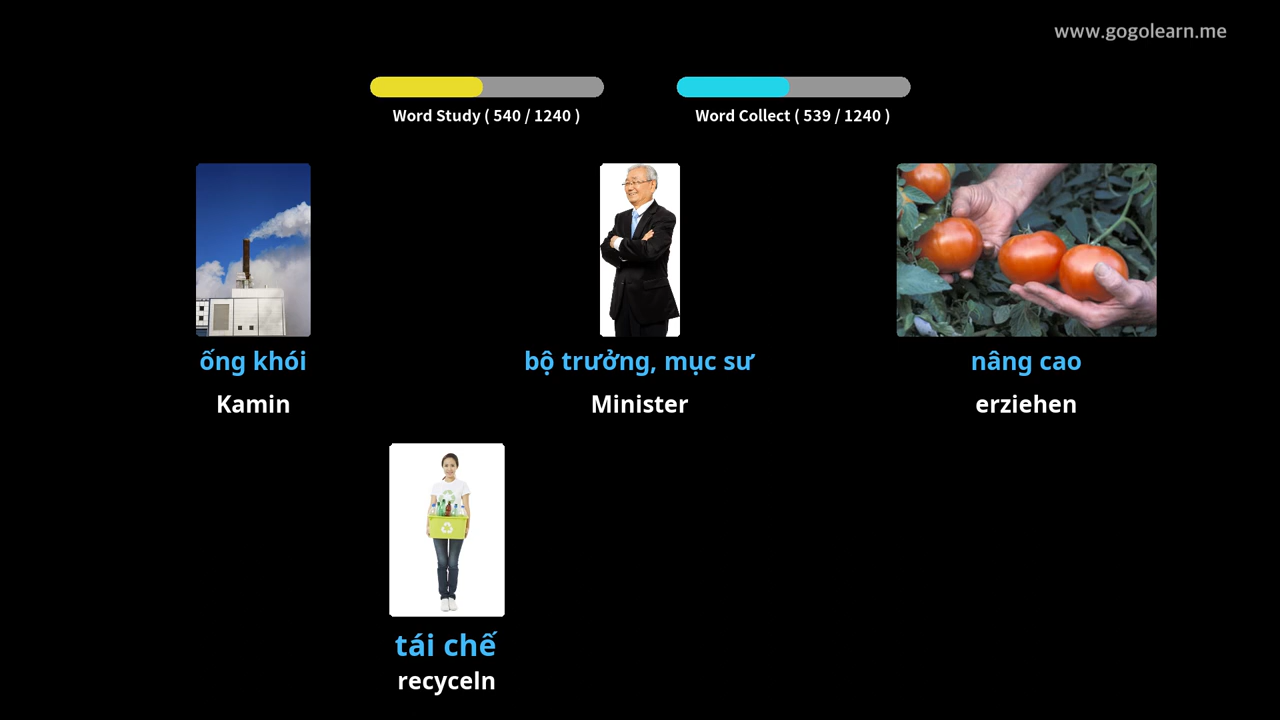 www.gogolearn.me
Word Study ( 540 / 1240 )
Word Collect ( 539 / 1240 )
ống khói
bộ trưởng, mục sư
nâng cao
Kamin
Minister
erziehen
tái chế
recyceln